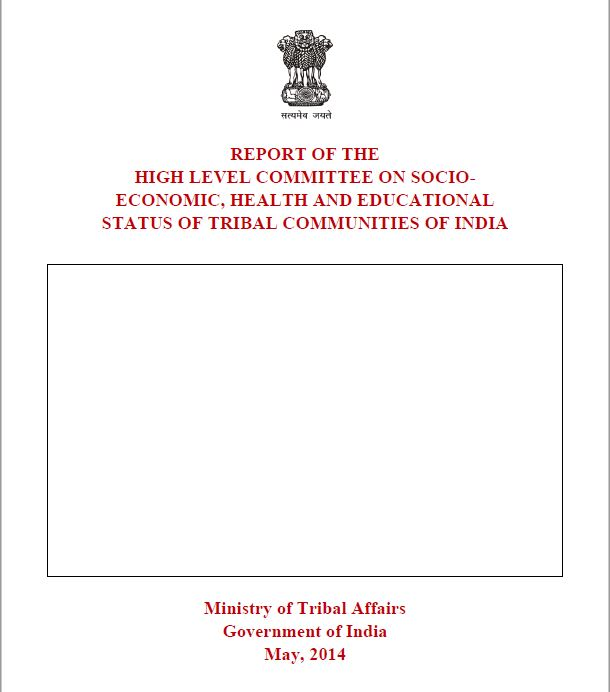 सत्यमेव जयते
REPORT OF THE
HIGH LEVEL COMMITTEE ON SOCIO-
ECONOMIC, HEALTH AND EDUCATIONAL
STATUS OF TRIBAL COMMUNITIES OF INDIA
Ministry of Tribal Affairs
Government of India
May, 2014